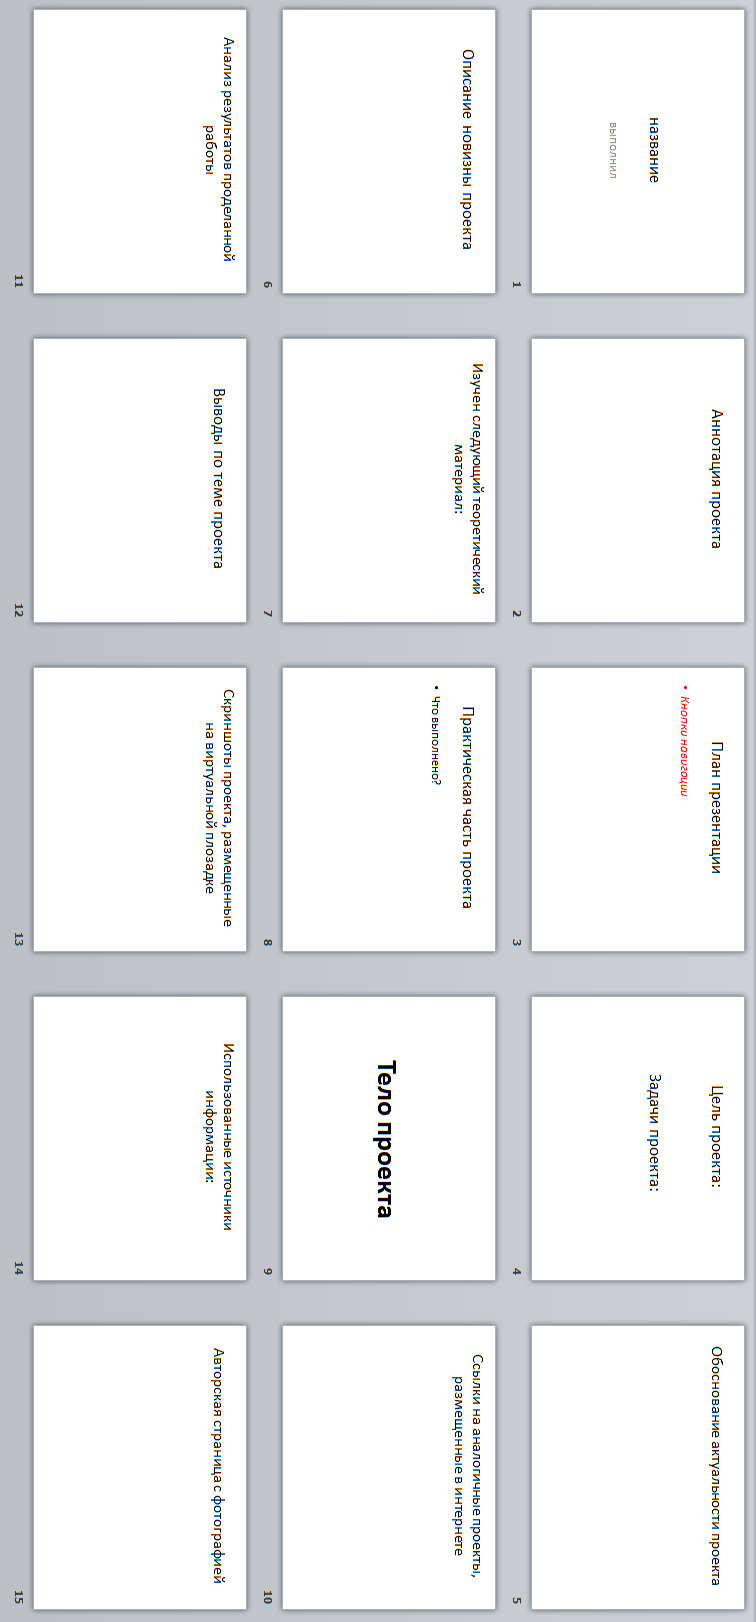 название
выполнил
1
Аннотация проекта
2
План презентации
• Кнопки навигации
3
Цель проекта:
Задачи проекта:
4
Обоснование актуальности проекта
5
Описание новизны проекта
6
Изучен следующий теоретический
материал:
7
Практическая часть проекта
• Что выполнено?
8
Тело проекта
9
Ссылки на аналогичные проекты,
размещенные в интернете
10
Анализ результатов проделанной
работы
11
Выводы по теме проекта
12
Скриншоты проекта, размещенные
на виртуальной плозадке
13
Использованные источники
информации:
14
Авторская страница с фотографией
15